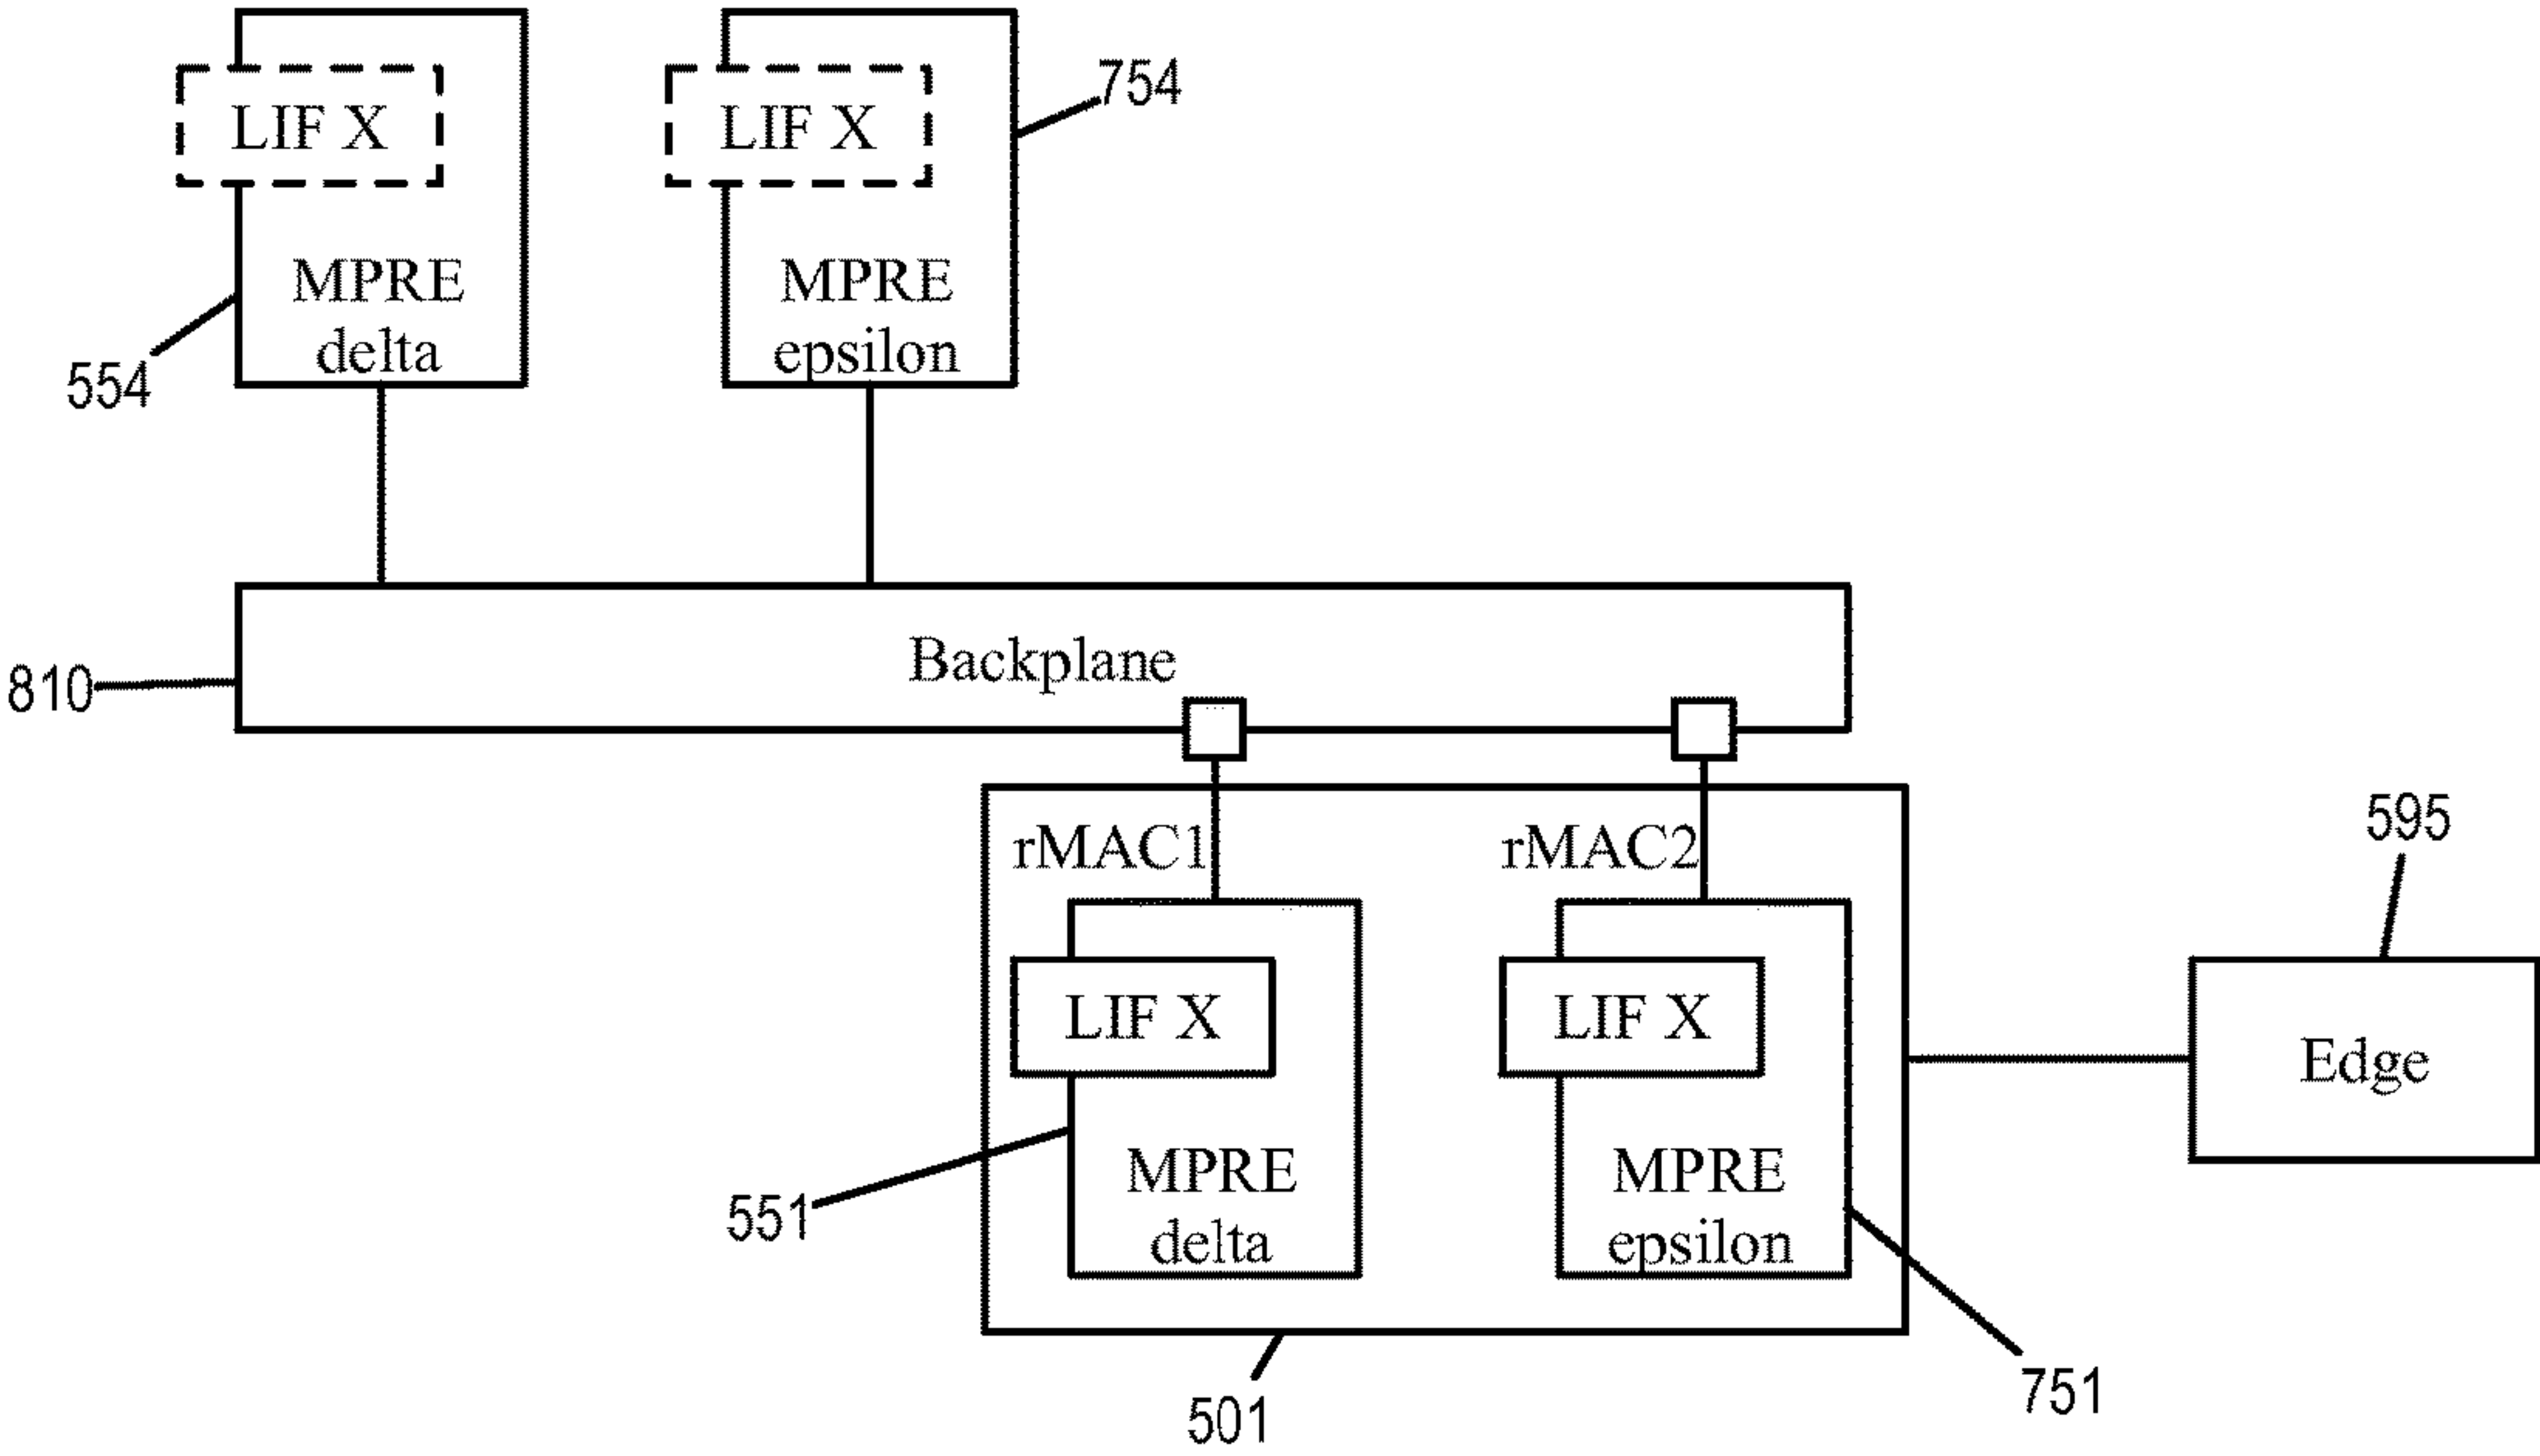 LIF X
LIF X
754
MPRE
delta
MPRE
epsilon
554
Backplane
810
rMAC1
rMAC2
595
LIF X
LIF X
Edge
MPRE
delta
MPRE
epsilon
551
751
501